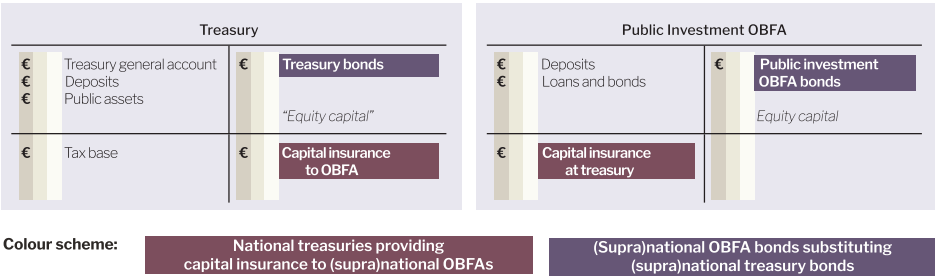 Treasury
€ Treasury general account
€ Deposits
€ Public assets
€ Treasury bonds
“Equity capital”
€ Tax base
€ Capital insurance
to OBFA
Public Investment OBFA
€ Deposits
€ Loans and bonds
€ Public investment
OBFA bonds
Equity capital
€ Capital insurance
at treasury
Colour scheme:
National treasuries providing
capital insurance to (supra)national OBFAs
(Supra)national OBFA bonds substituting
(supra)national treasury bonds